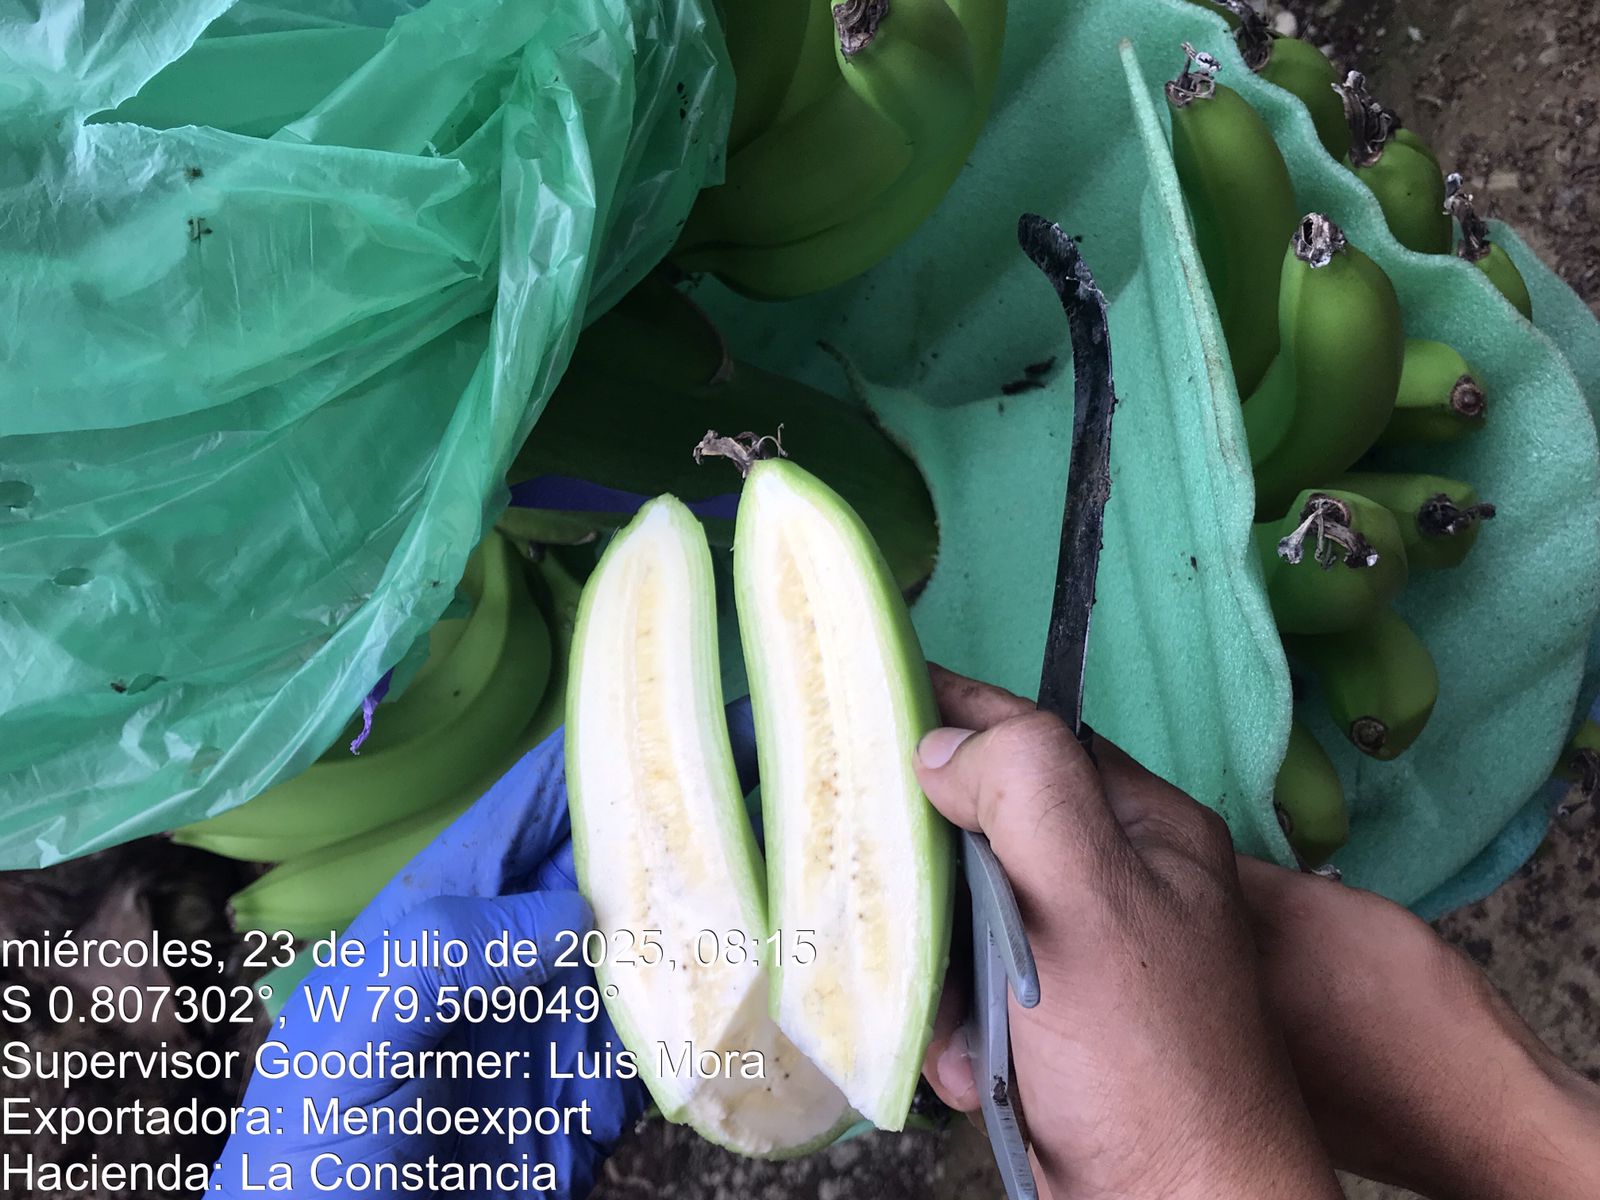 miércoles, 23 de julio de 2025, 08:15
S 0.807302°, W 79.509049°
Supervisor Goodfarmer: Luis Mora
Exportadora: Mendoexport
Hacienda: La Constancia